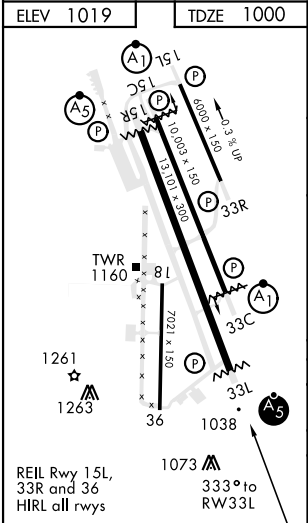 ELEV 1019
TDZE 1000
A1
15L
15C
15R
A5
P
P
P
6000 x 150
0.3 % UP
10,003 x 150
13,101 x 300
P
33R
TWR
1160
18
P
A1
33C
7021 x 150
P
1261
1263
33L
36
1038
A5
1073
333° to
RW33L
REIL Rwy 15L,
33R and 36
HIRL all rwys